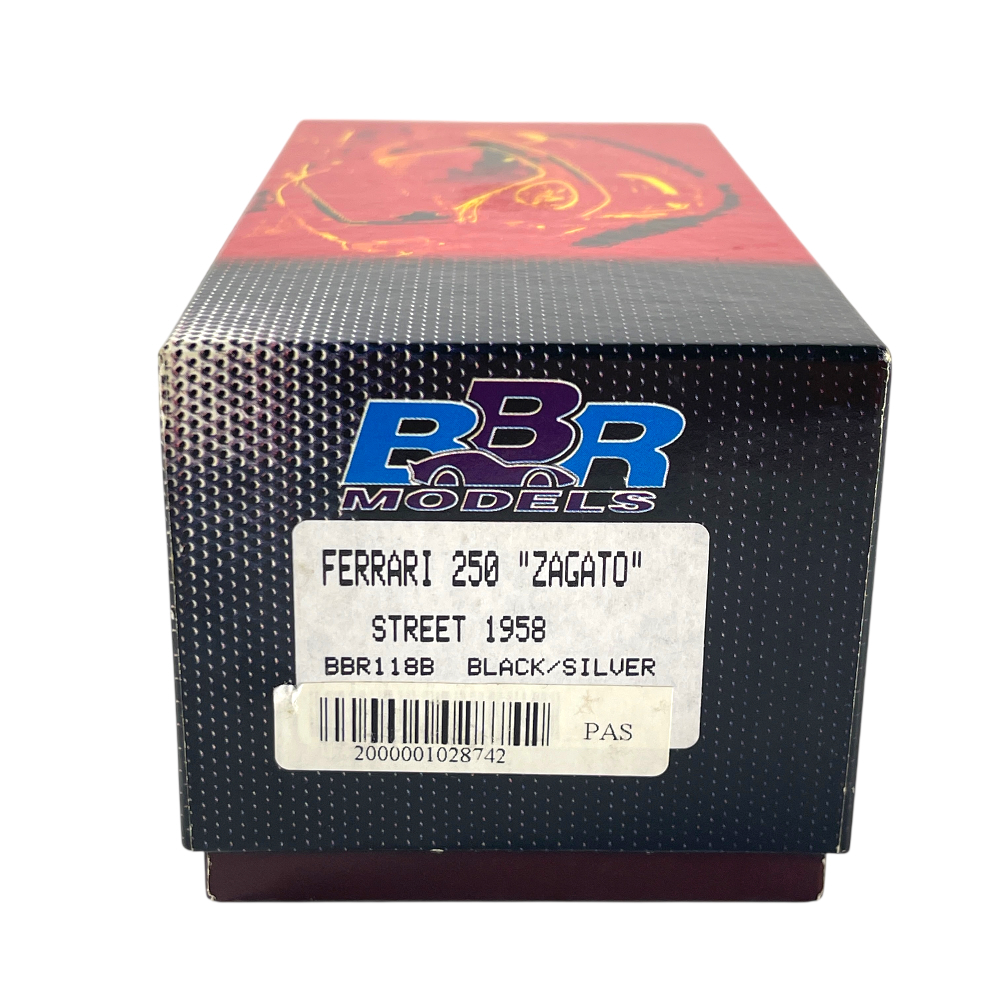 BBR
MODELS
FERRARI 250 "ZAGATO"
STREET 1958
BBR118B BLACK/SILVER
PAS
2000001028742